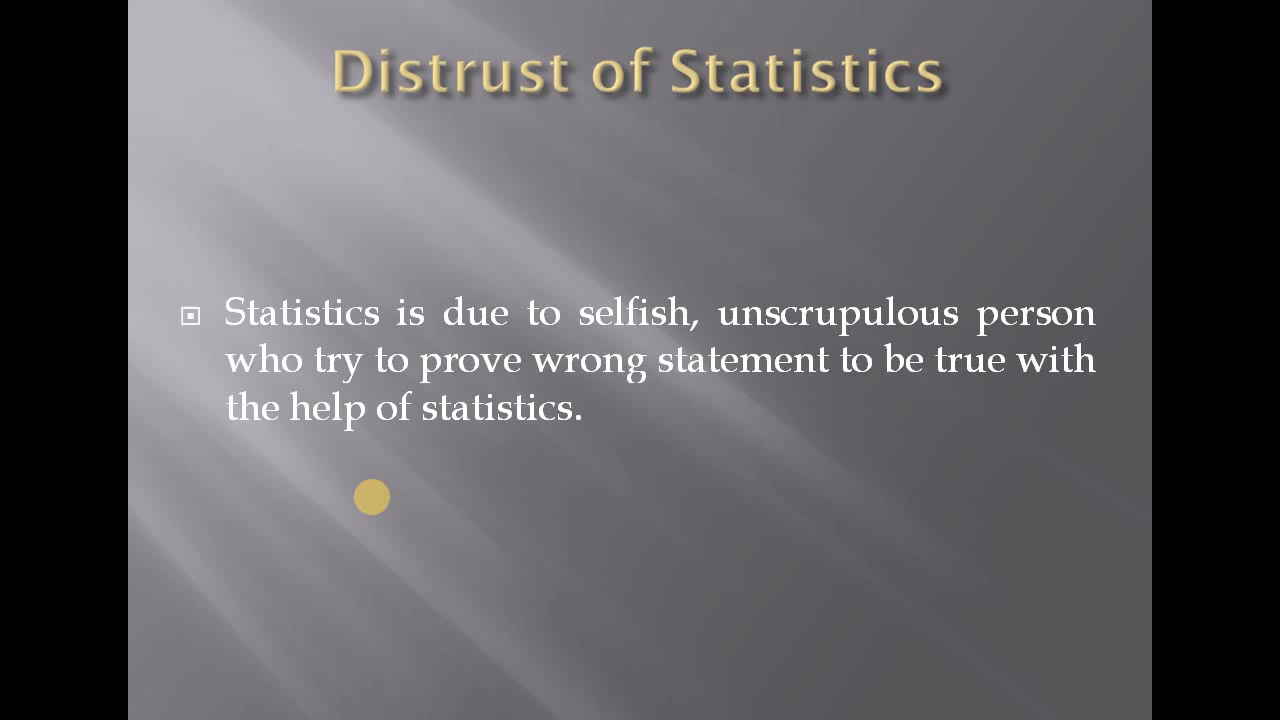 Distrust of Statistics
Statistics is due to selfish, unscrupulous person
who try to prove wrong statement to be true with
the help of statistics.